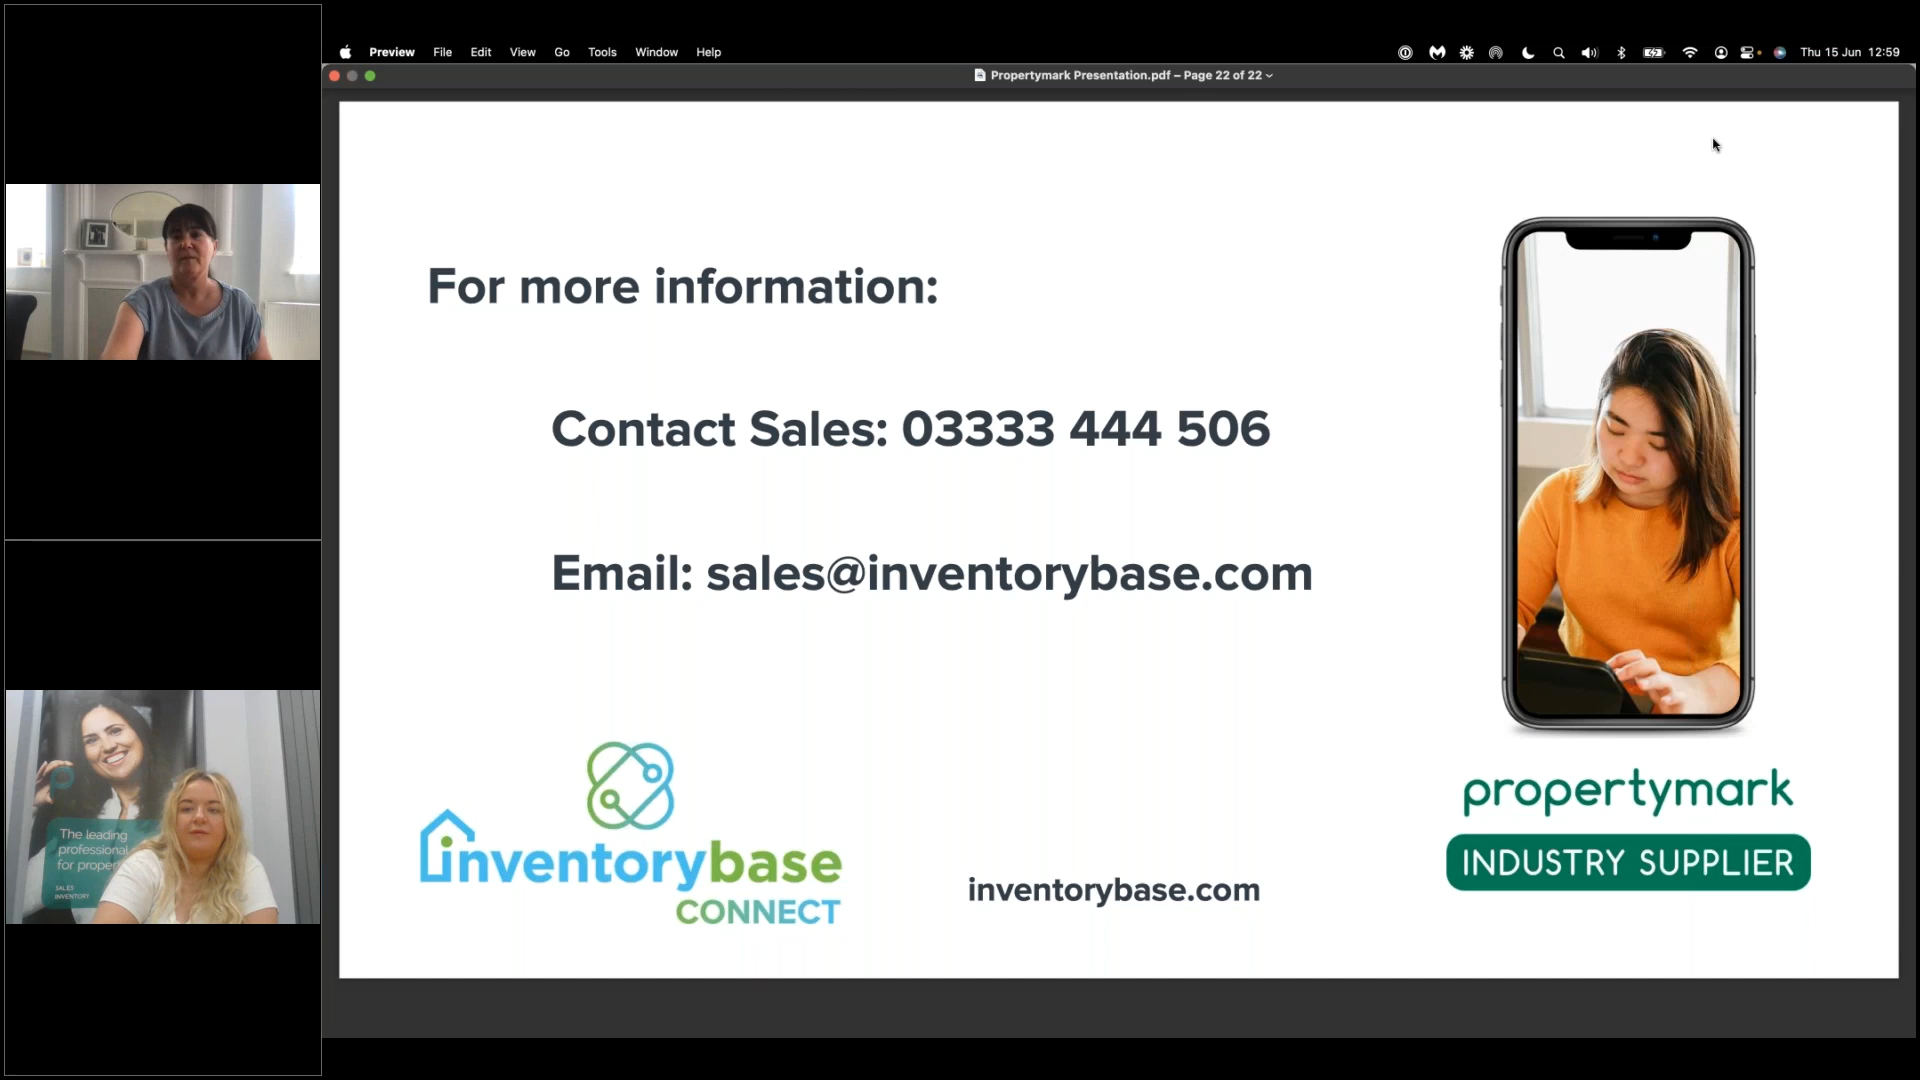 Preview File Edit View Go Tools Window Help
Thu 15 Jun 12:59
Propertymark Presentation.pdf – Page 22 of 22
For more information:
Contact Sales: 03333 444 506
Email: sales@inventorybase.com
inventorybase
CONNECT
inventorybase.com
propertymark
INDUSTRY SUPPLIER
The leading
professional
for proper
SALES
INVENTORY